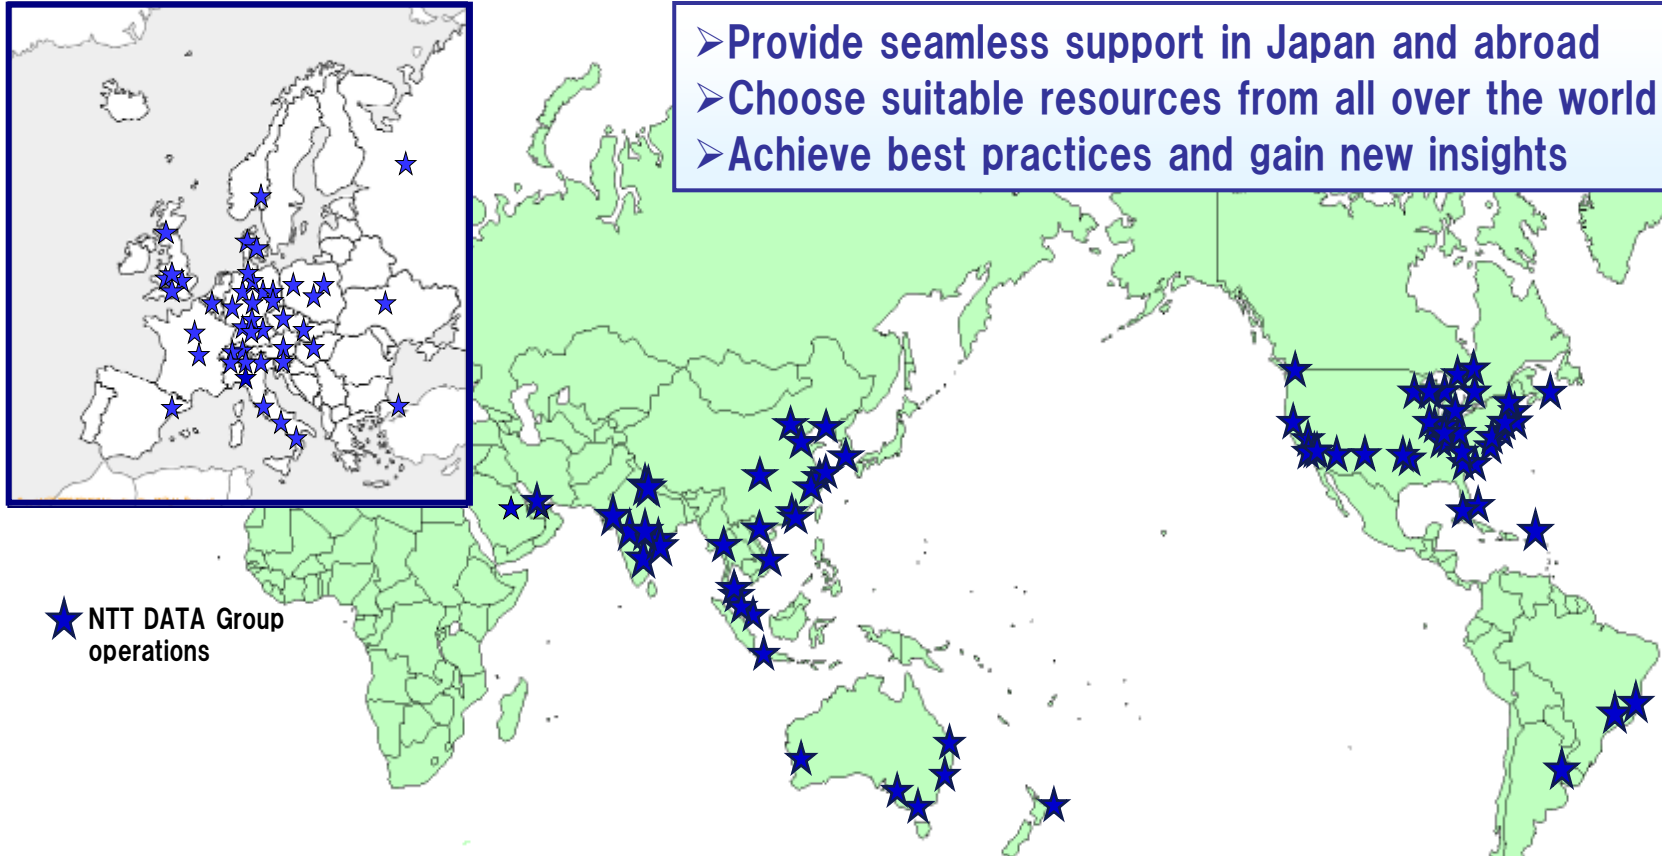 ➢Provide seamless support in Japan and abroad
➢Choose suitable resources from all over the world
➢Achieve best practices and gain new insights
★ NTT DATA Group
operations